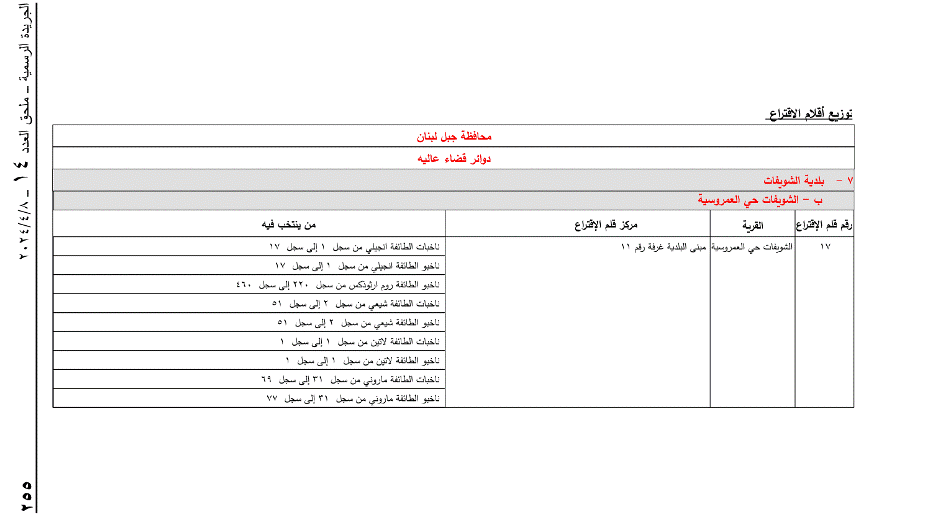 الجريدة الرسمية – ملحق العدد ١٤ – ٢٠٢٤/٤/٨
توزيع أقلام الاقتراع
محافظة جبل لبنان
دوائر قضاء عاليه
٧ - بلدية الشويفات
ب - الشويفات حي العمروسية
رقم قلم الإقتراع القرية مركز قلم الإقتراع من ينتخب فيه
١٧ الشويفات حي العمروسية مبنى البلدية غرفة رقم ١١ ناخبات الطائفة انجيلي من سجل ١ إلى سجل ١٧
ناخبو الطائفة انجيلي من سجل ١ إلى سجل ١٧
ناخبو الطائفة روم ارثوذكس من سجل ٢٢٠ إلى سجل ٤٦٠
ناخبات الطائفة شيعي من سجل ٢ إلى سجل ٥١
ناخبو الطائفة شيعي من سجل ٢ إلى سجل ٥١
ناخبات الطائفة لاتين من سجل ١ إلى سجل ١
ناخبو الطائفة لاتين من سجل ١ إلى سجل ١
ناخبات الطائفة ماروني من سجل ٣١ إلى سجل ٦٩
ناخبو الطائفة ماروني من سجل ٣١ إلى سجل ٧٧
٢٥٥